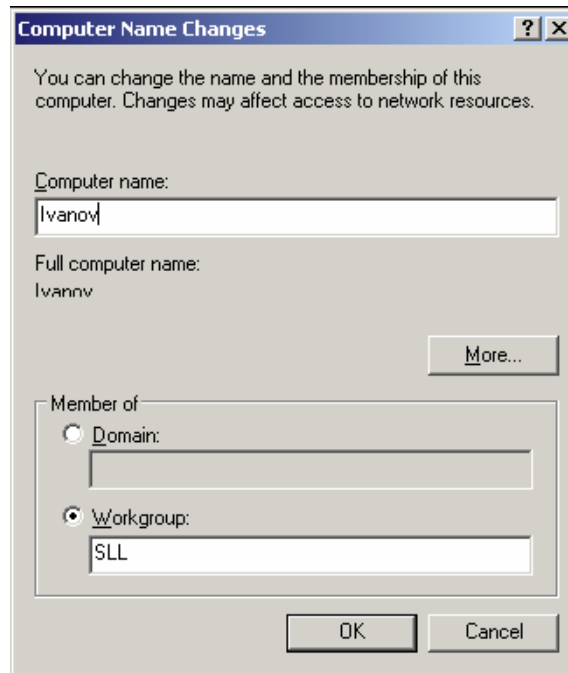 Computer Name Changes
You can change the name and the membership of this
computer. Changes may affect access to network resources.
Computer name:
Ivanov
Full computer name:
Ivanov
More...
Member of
Domain:
Workgroup:
SLL
OK
Cancel